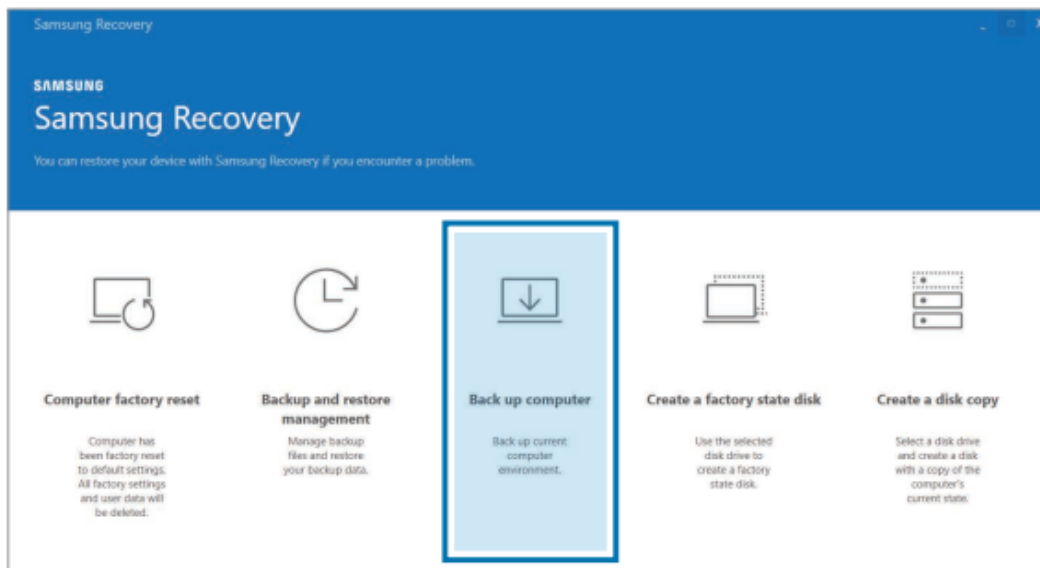 Samsung Recovery
SAMSUNG
Samsung Recovery
You can restore your device with Samsung Recovery if you encounter a problem.
Computer factory reset
Computer has
been factory reset
to default settings.
All factory settings
and user data will
be deleted.
Backup and restore
management
Manage backup
files and restore
your backup data.
Back up computer
Back up current
computer
environment.
Create a factory state disk
Use the selected
disk drive to
create a factory
state disk.
Create a disk copy
Select a disk drive
and create a disk
with a copy of the
computer's
current state.